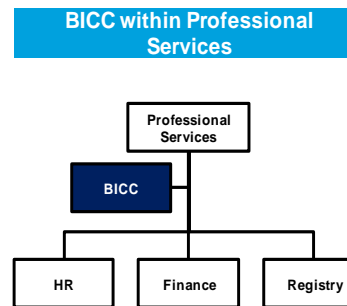 BICC within Professional
Services
Professional
Services
BICC
HR
Finance
Registry